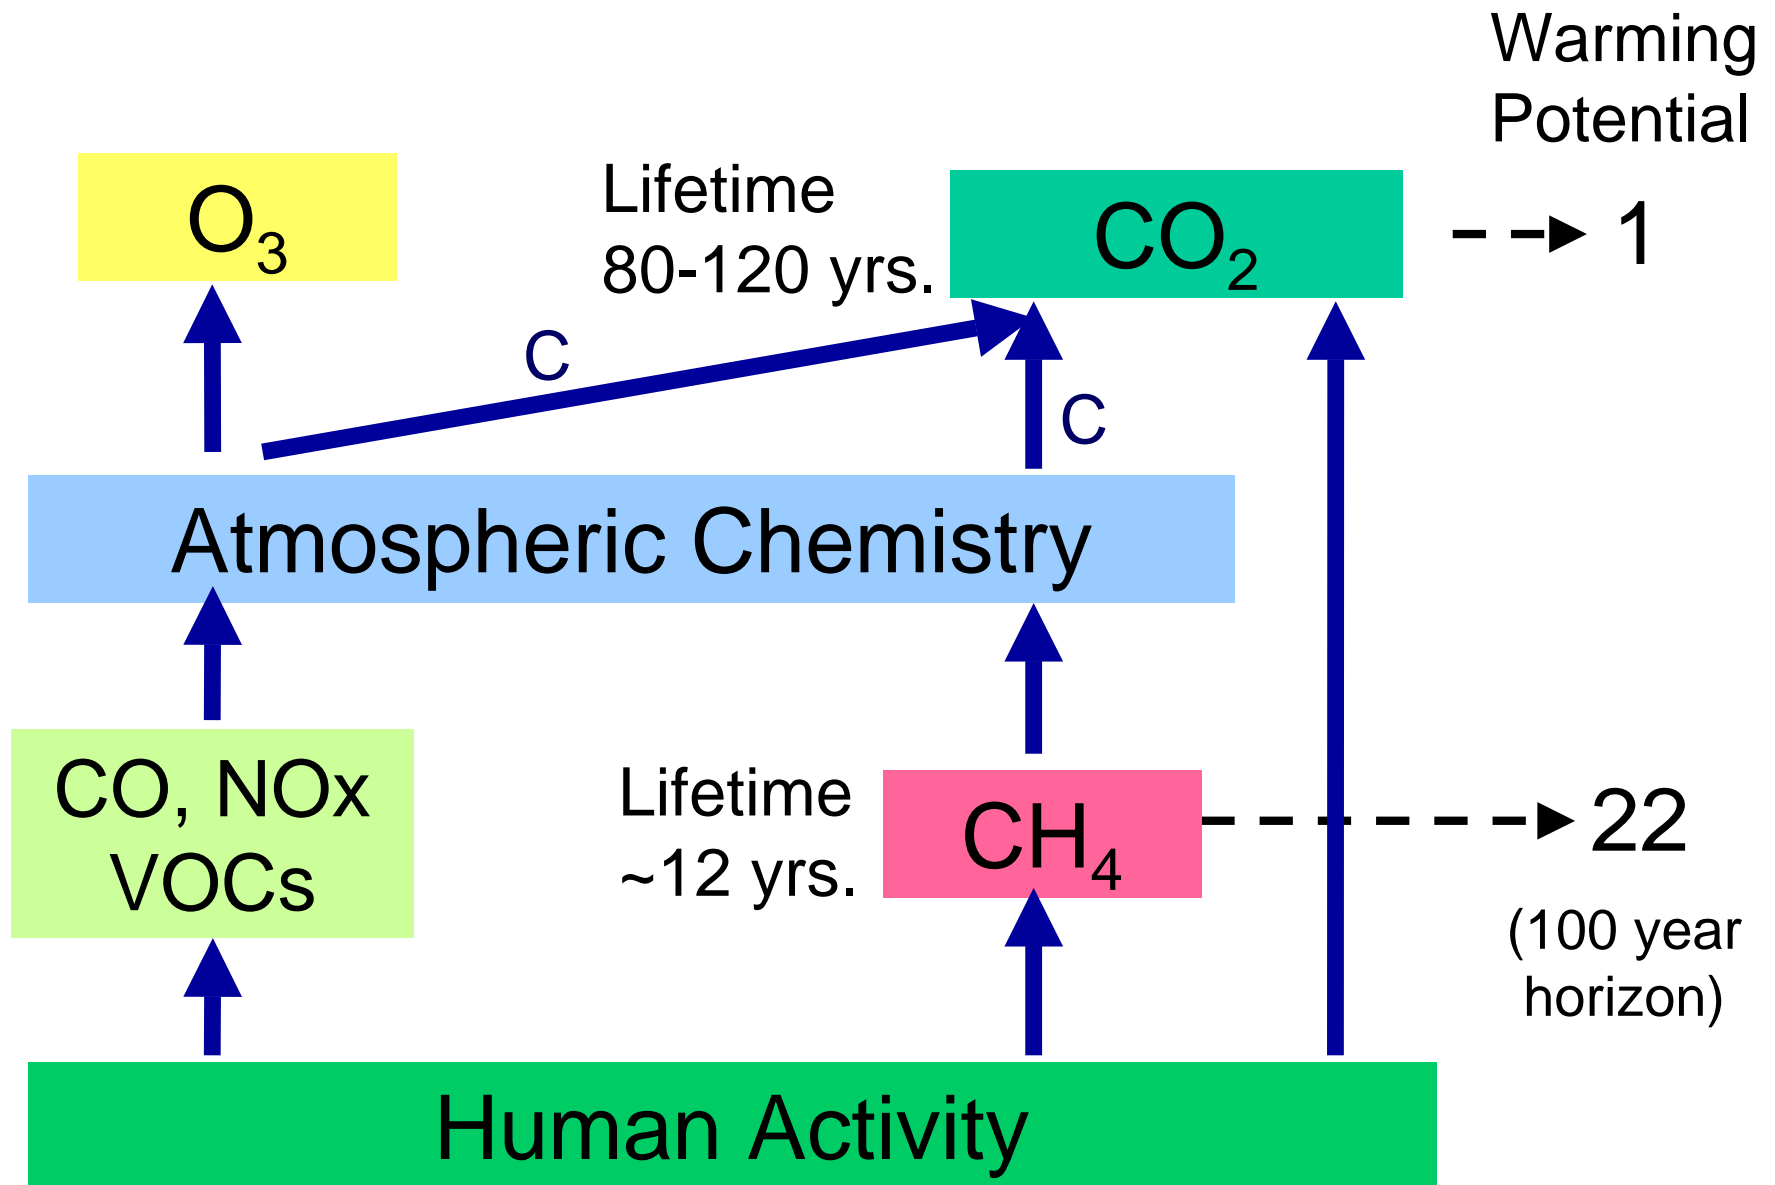 Warming
Potential
O₃
Lifetime
80-120 yrs.
CO₂
1
C
C
Atmospheric Chemistry
CO, NOx
VOCs
Lifetime
~12 yrs.
CH₄
22
(100 year
horizon)
Human Activity